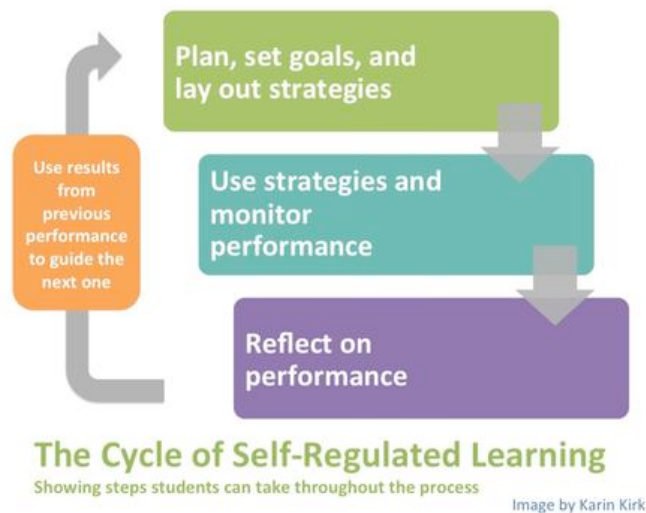 Plan, set goals, and
lay out strategies
Use results
from
previous
performance
to guide the
next one
Use strategies and
monitor
performance
Reflect on
performance
The Cycle of Self-Regulated Learning
Showing steps students can take throughout the process
Image by Karin Kirk